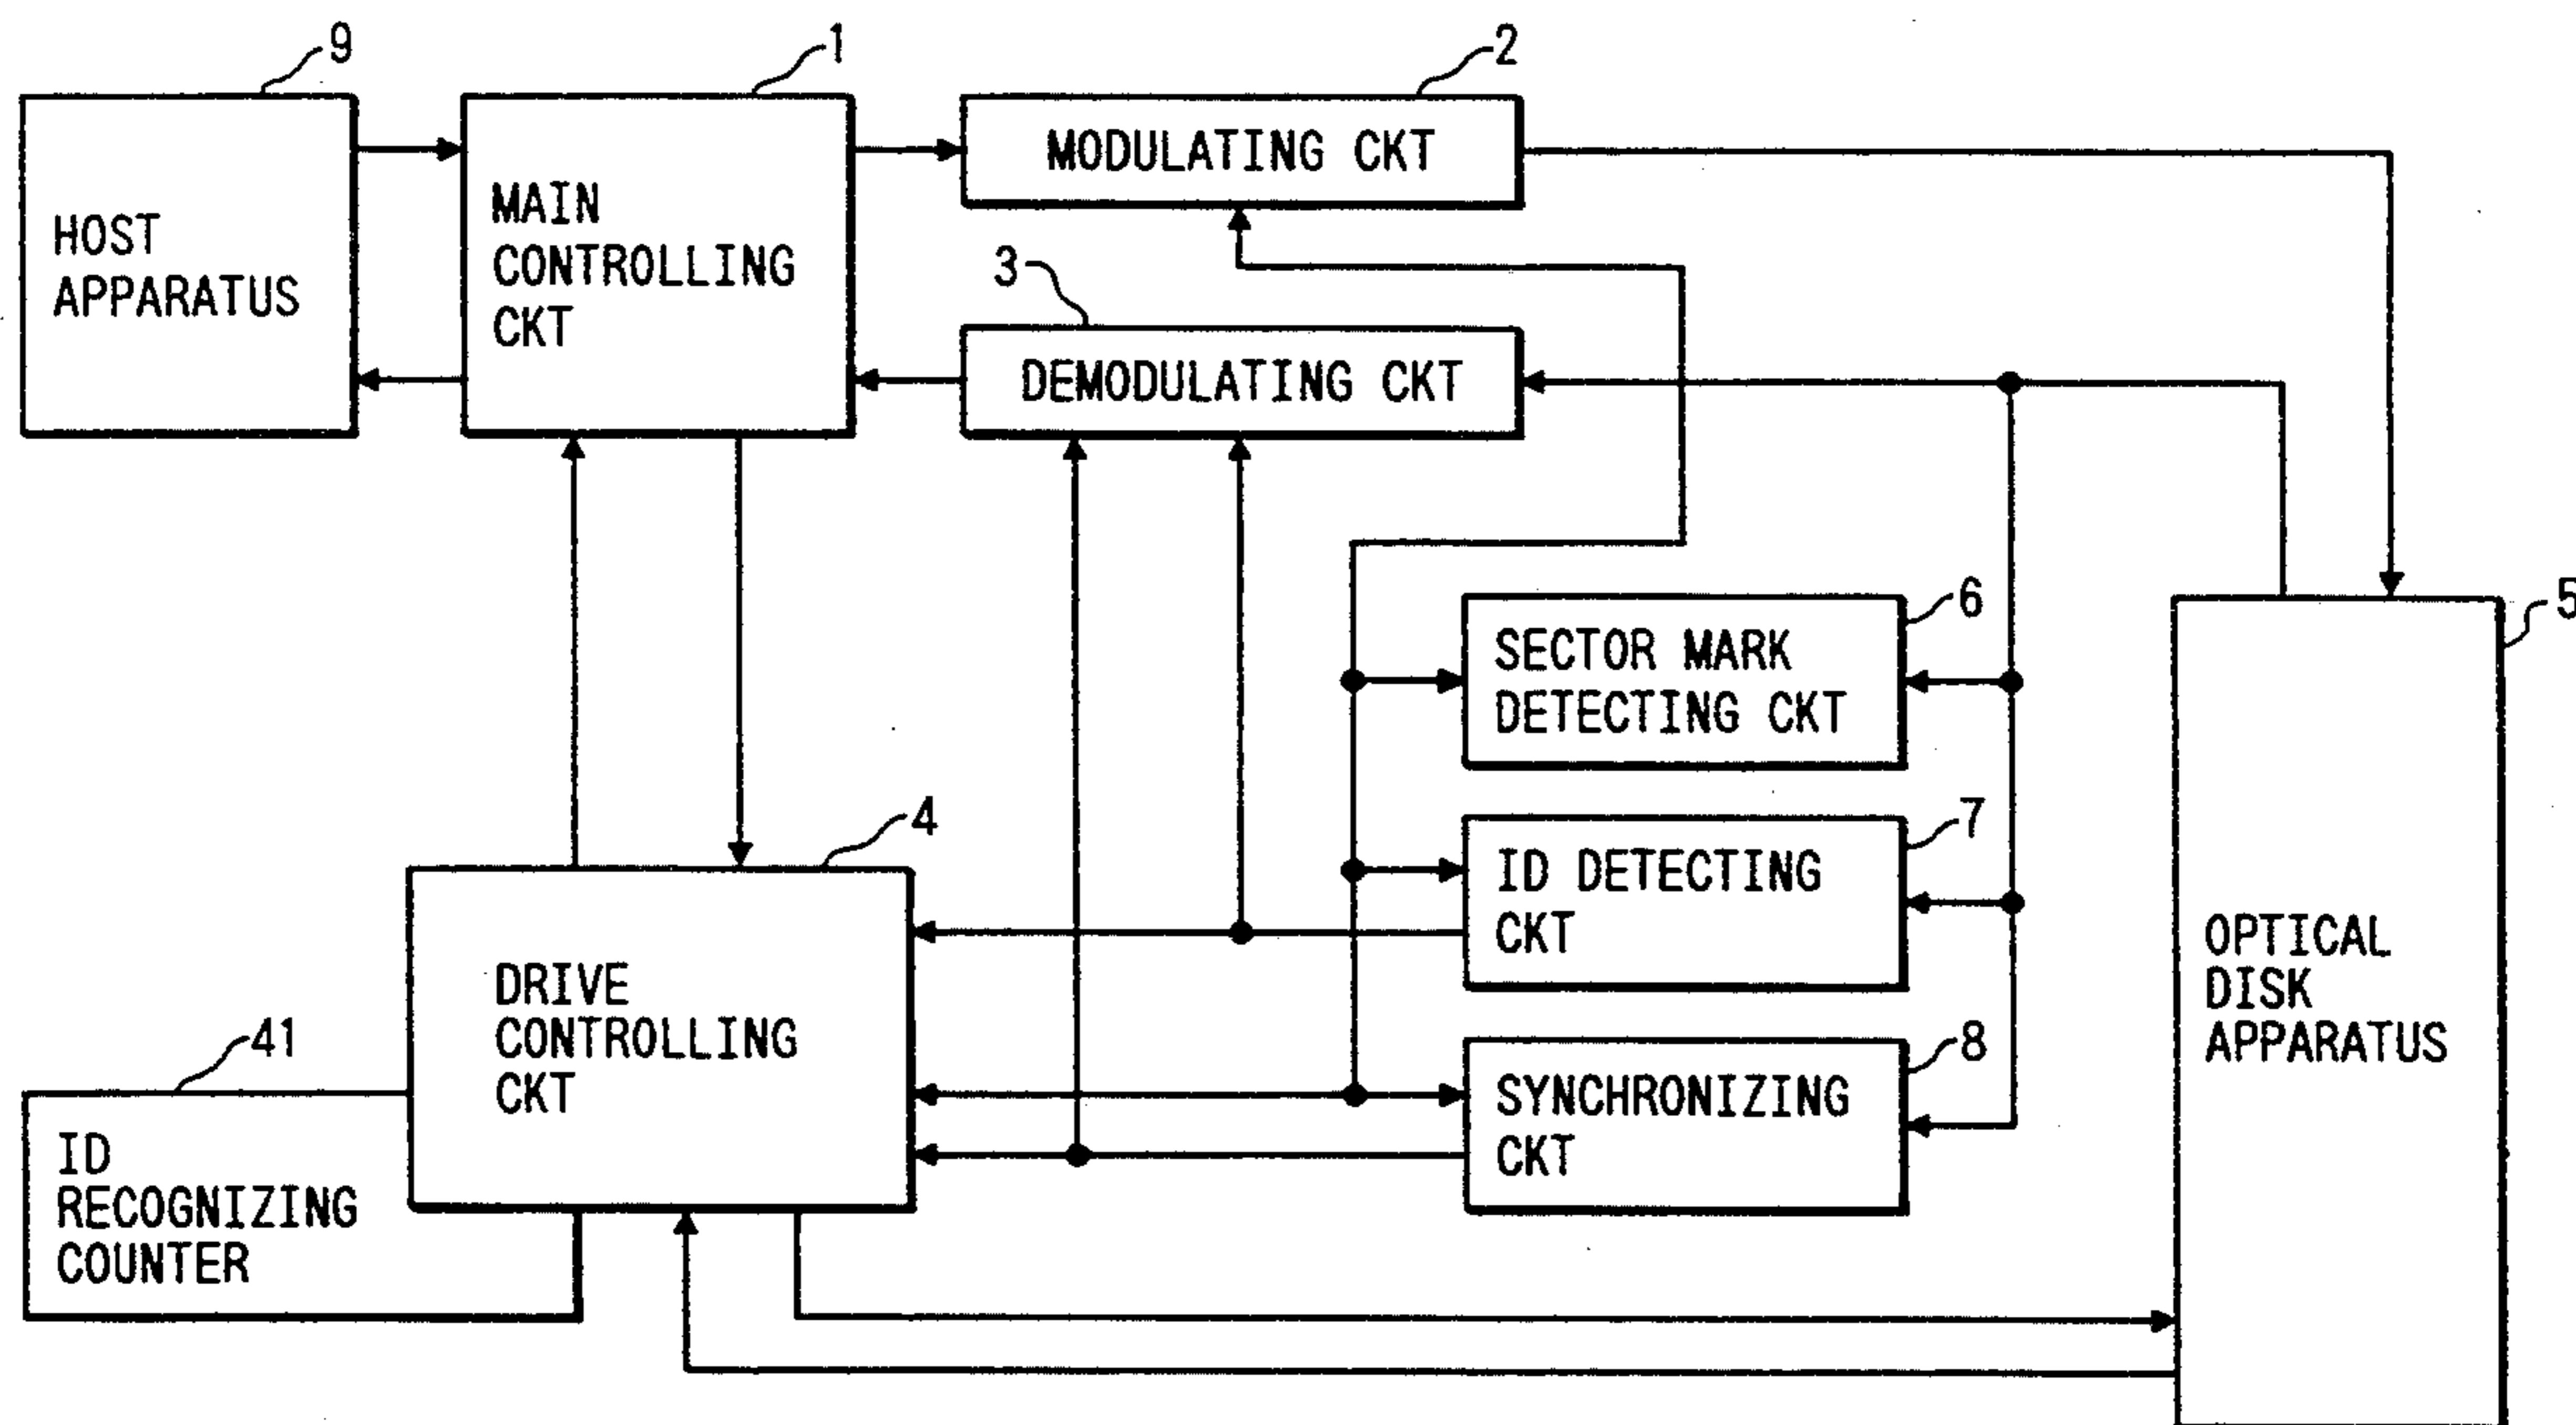 9
1
2
HOST
APPARATUS
MAIN
CONTROLLING
CKT
MODULATING CKT
3
DEMODULATING CKT
6
SECTOR MARK
DETECTING CKT
5
4
7
ID DETECTING
CKT
DRIVE
CONTROLLING
CKT
OPTICAL
DISK
APPARATUS
41
8
ID
RECOGNIZING
COUNTER
SYNCHRONIZING
CKT